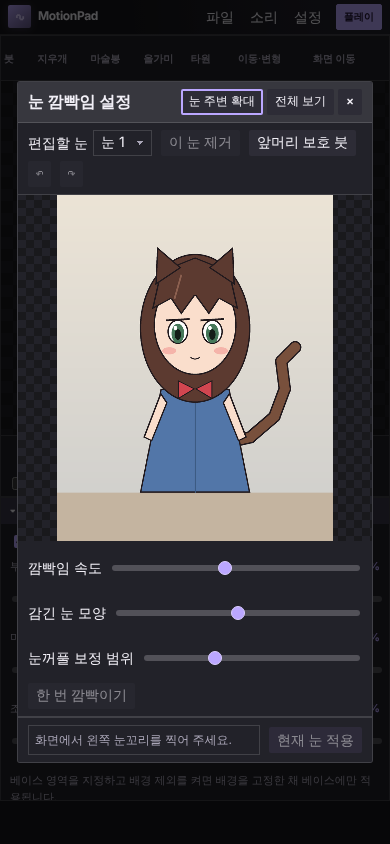 MotionPad
파일 소리 설정 플레이
붓 지우개 마술봉 올가미 타원 이동·변형 화면 이동
눈 깜빡임 설정 눈 주변 확대 전체 보기 ×
편집할 눈 눈 1 이 눈 제거 앞머리 보호 붓
↶ ↷
깜빡임 속도
감긴 눈 모양
눈꺼풀 보정 범위
한 번 깜빡이기
화면에서 왼쪽 눈꼬리를 찍어 주세요. 현재 눈 적용
베이스 영역을 지정하고 배경 제외를 켜면 배경을 고정한 채 베이스에만 적
용됩니다